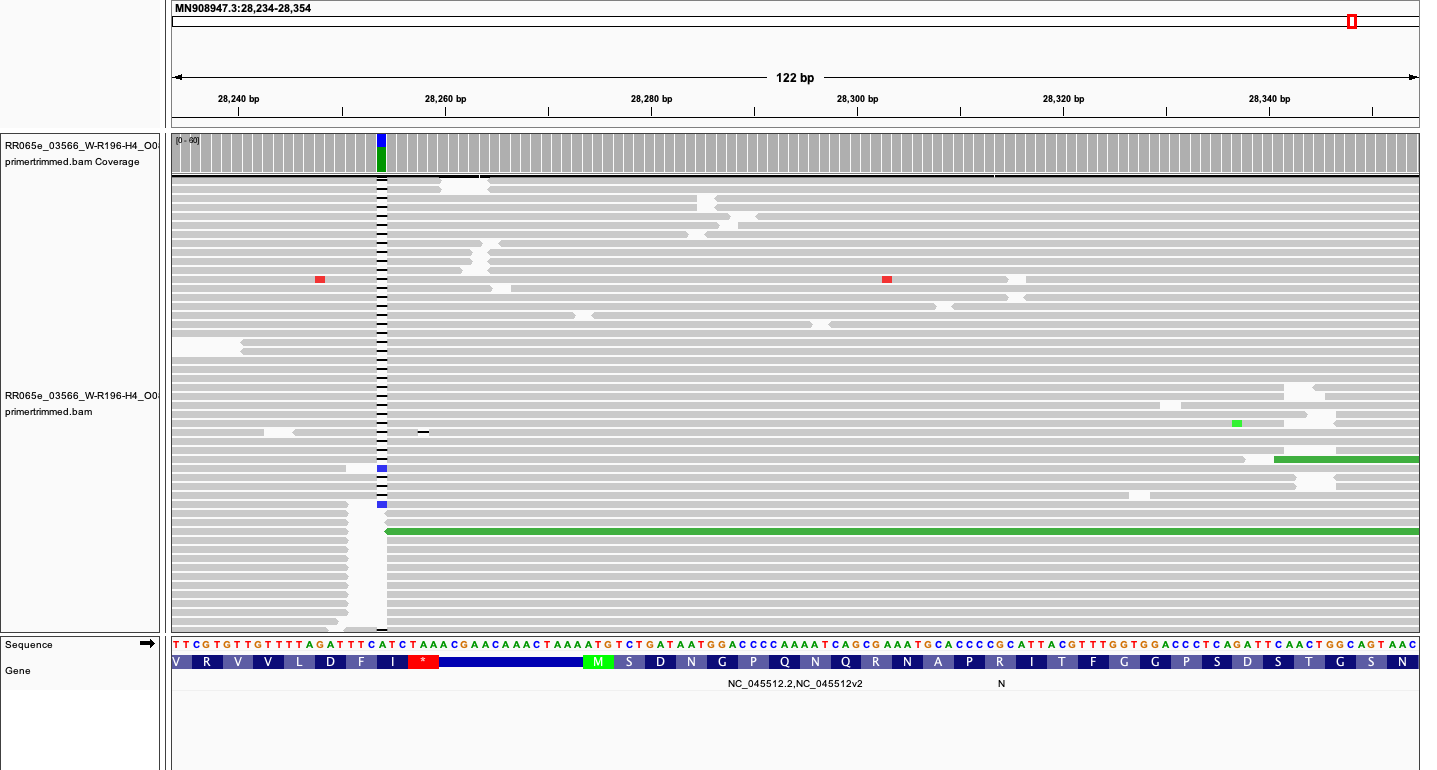 MN908947.3:28,234-28,354
122 bp
28,240 bp 28,260 bp 28,280 bp 28,300 bp 28,320 bp 28,340 bp
RR065e_03566_W-R196-H4_O0
primertrimmed.bam Coverage
[0 - 60]
RR065e_03566_W-R196-H4_O0
primertrimmed.bam
Sequence
TTCGTGTTGTTTTAGATTTCATCTAAACGAACAAACTAAAATGTCTGATAATGGACCCCAAAATCAGCGAAATGCACCCCGCATTACGTTTGGTGGACCCTCAGATTCAACTGGCAGTAAC
Gene
V R V V L D F I * M S D N G P Q N Q R N A P R I T F G G P S D S T G S N
NC_045512.2,NC_045512v2 N